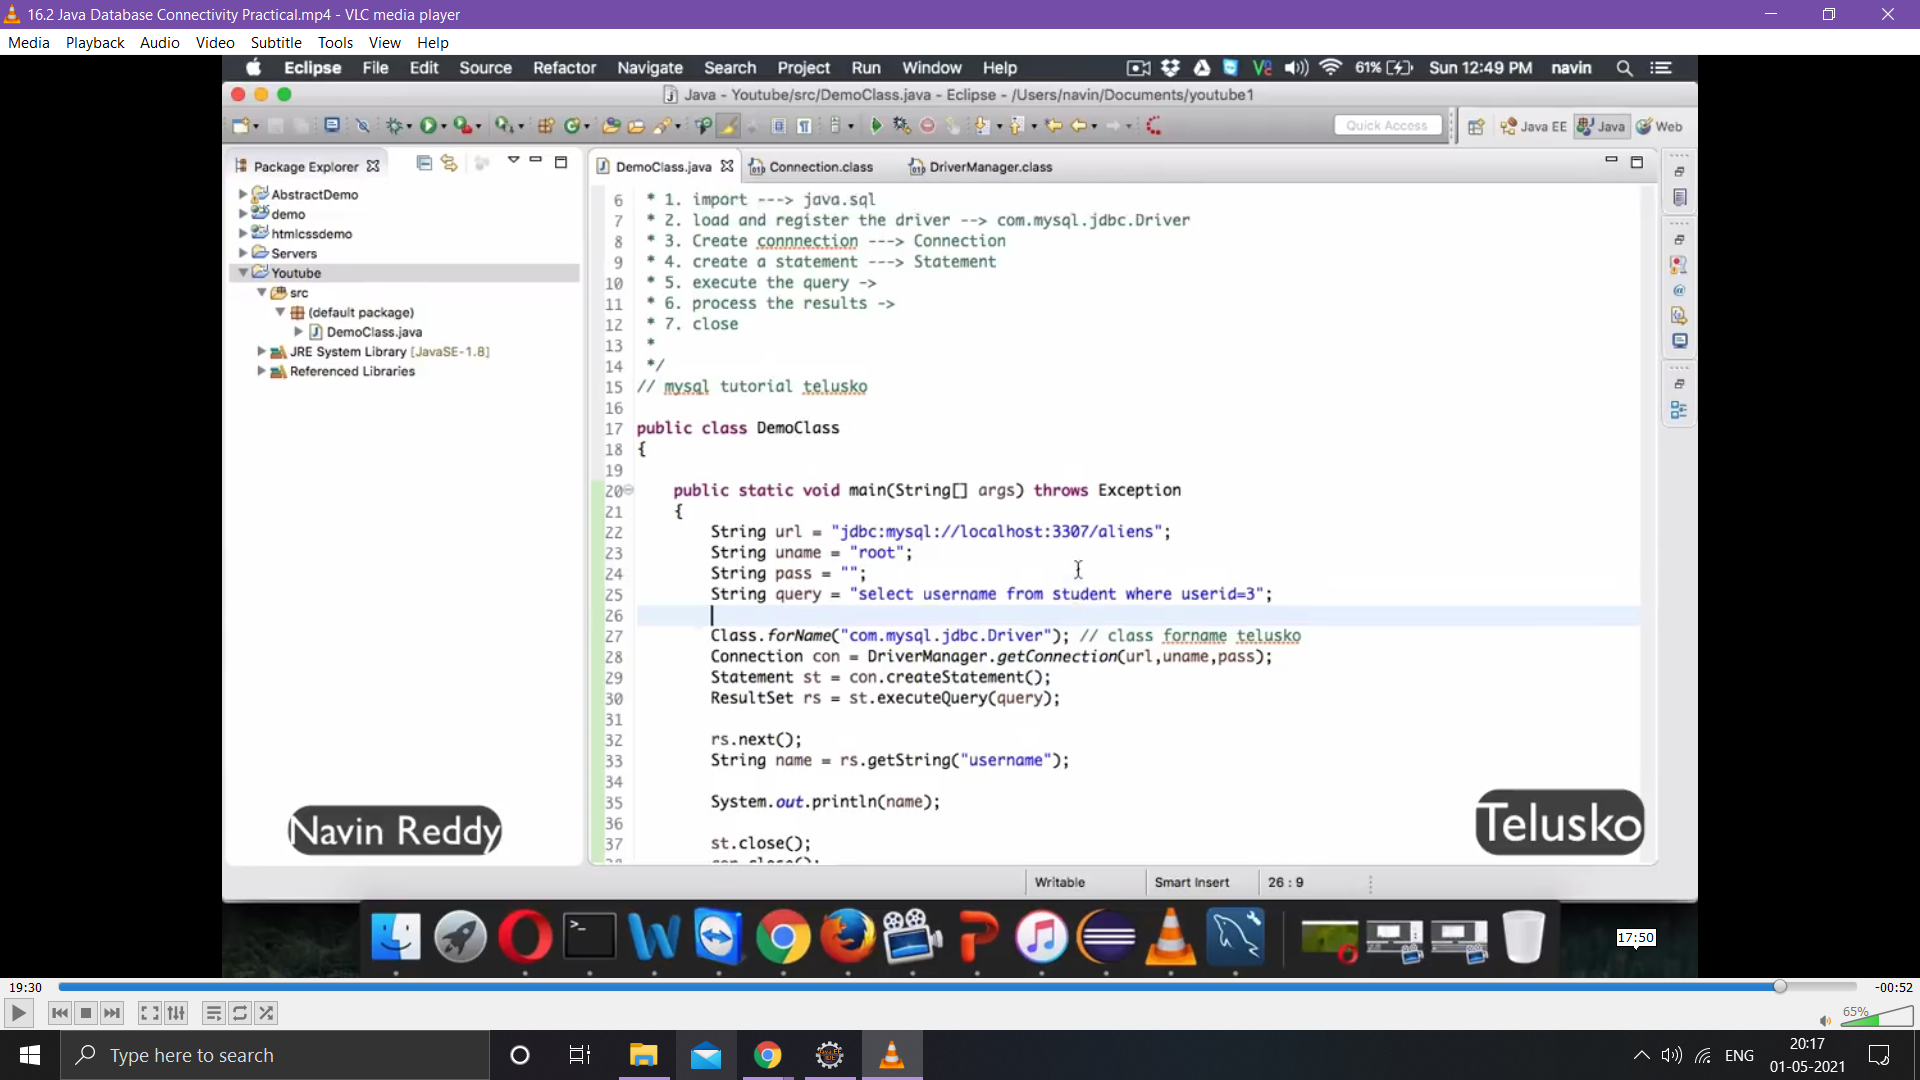 16.2 Java Database Connectivity Practical.mp4 - VLC media player
Media Playback Audio Video Subtitle Tools View Help
Eclipse File Edit Source Refactor Navigate Search Project Run Window Help 61% Sun 12:49 PM navin
Java - Youtube/src/DemoClass.java - Eclipse - /Users/navin/Documents/youtube1
Quick Access Java EE Java Web
Package Explorer
DemoClass.java Connection.class DriverManager.class
AbstractDemo
demo
htmlcssdemo
Servers
Youtube
src
(default package)
DemoClass.java
JRE System Library [JavaSE-1.8]
Referenced Libraries
6 * 1. import ---> java.sql
7 * 2. load and register the driver --> com.mysql.jdbc.Driver
8 * 3. Create connnection ---> Connection
9 * 4. create a statement ---> Statement
10 * 5. execute the query ->
11 * 6. process the results ->
12 * 7. close
13 *
14 */
15 // mysql tutorial telusko
16
17 public class DemoClass
18 {
19
20 public static void main(String[] args) throws Exception
21 {
22 String url = "jdbc:mysql://localhost:3307/aliens";
23 String uname = "root";
24 String pass = "";
25 String query = "select username from student where userid=3";
26
27 Class.forName("com.mysql.jdbc.Driver"); // class forname telusko
28 Connection con = DriverManager.getConnection(url,uname,pass);
29 Statement st = con.createStatement();
30 ResultSet rs = st.executeQuery(query);
31
32 rs.next();
33 String name = rs.getString("username");
34
35 System.out.println(name);
36
37 st.close();
con.close();
Navin Reddy
Telusko
Writable Smart Insert 26 : 9
17:50
19:30 -00:52
65%
Type here to search
ENG
20:17
01-05-2021